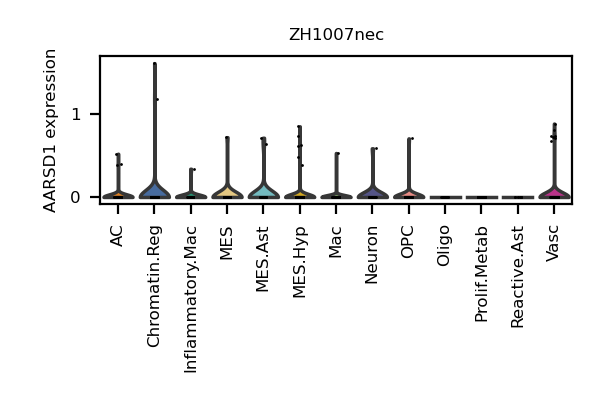 ZH1007nec
AARSD1 expression
1
0
AC
Chromatin.Reg
Inflammatory.Mac
MES
MES.Ast
MES.Hyp
Mac
Neuron
OPC
Oligo
Prolif.Metab
Reactive.Ast
Vasc